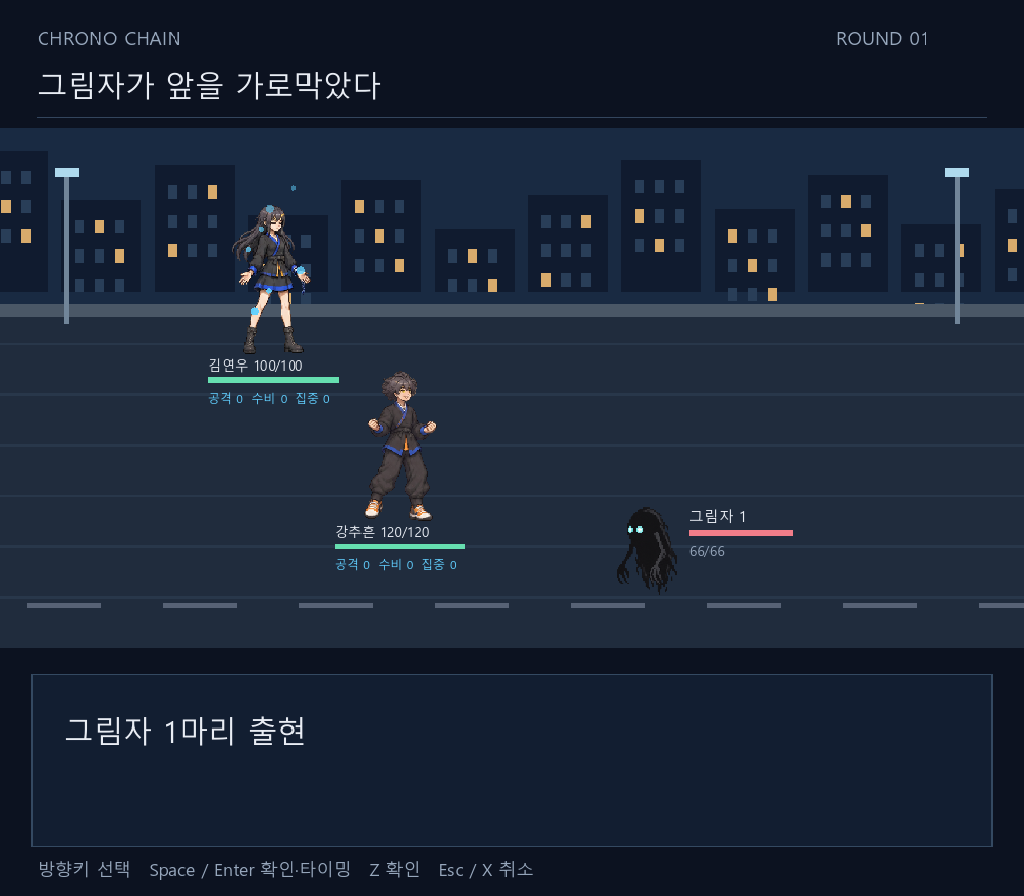 CHRONO CHAIN
ROUND 01
그림자가 앞을 가로막았다
김연우 100/100
공격 0 수비 0 집중 0
강추흔 120/120
공격 0 수비 0 집중 0
그림자 1
66/66
그림자 1마리 출현
방향키 선택 Space / Enter 확인·타이밍 Z 확인 Esc / X 취소